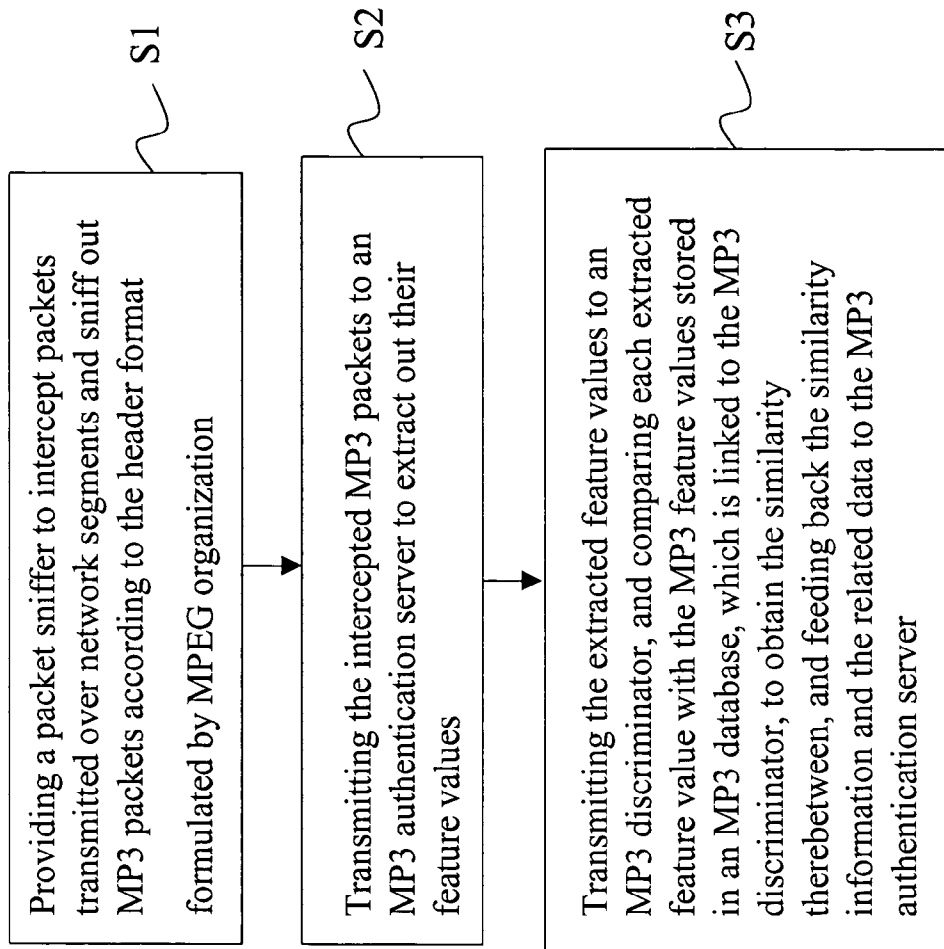 Providing a packet sniffer to intercept packets
transmitted over network segments and sniff out
MP3 packets according to the header format
formulated by MPEG organization
S1
Transmitting the intercepted MP3 packets to an
MP3 authentication server to extract out their
feature values
S2
Transmitting the extracted feature values to an
MP3 discriminator, and comparing each extracted
feature value with the MP3 feature values stored
in an MP3 database, which is linked to the MP3
discriminator, to obtain the similarity
therebetween, and feeding back the similarity
information and the related data to the MP3
authentication server
S3